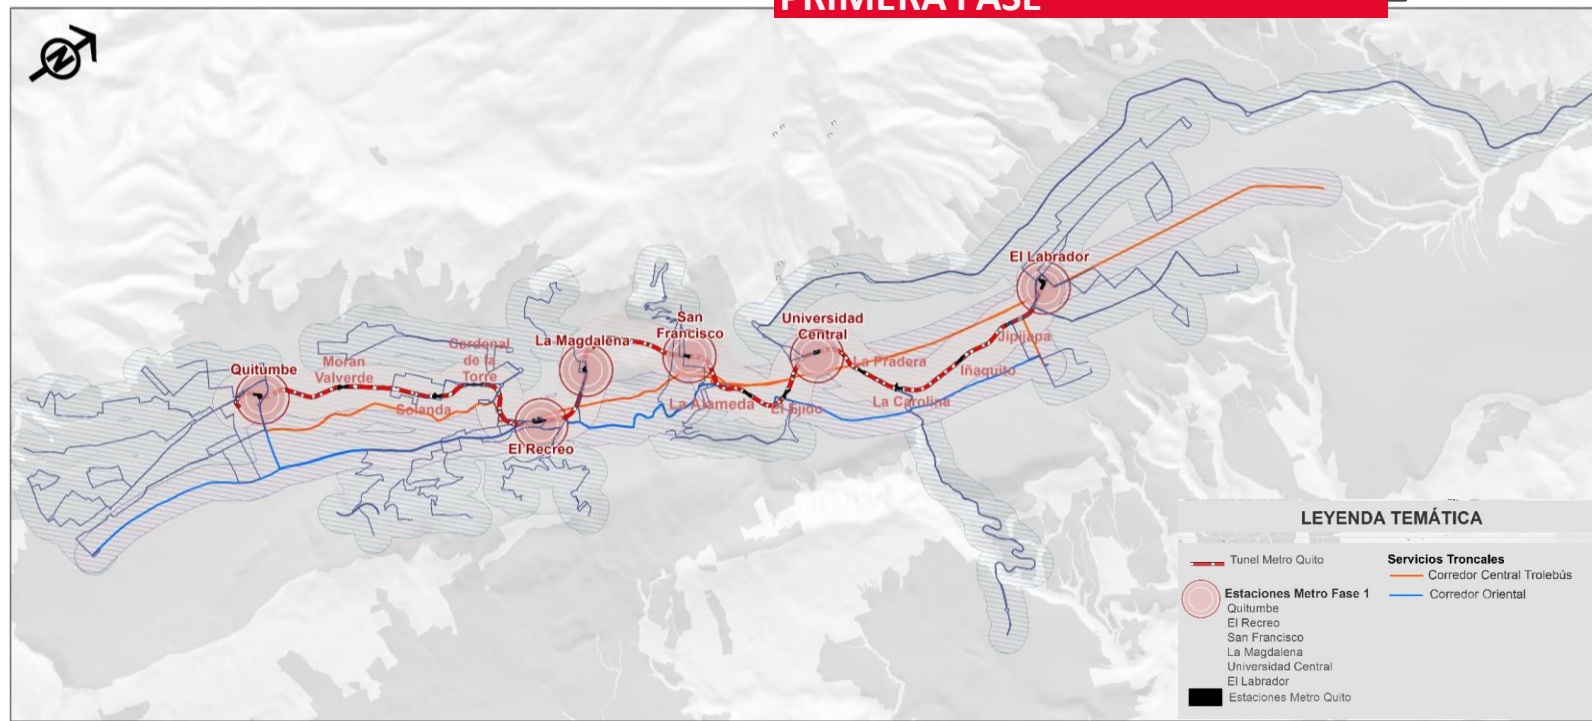 PRIMERA FASE
N
El Labrador
San
Francisco
Universidad
Central
La Magdalena
Jipijapa
Cardenal
de la
Torre
Morán
Valverde
Quitumbe
La Pradera
Iñaquito
Solanda
La Alameda
El Ejido
La Carolina
El Recreo
LEYENDA TEMÁTICA
Tunel Metro Quito
Estaciones Metro Fase 1
Quitumbe
El Recreo
San Francisco
La Magdalena
Universidad Central
El Labrador
Estaciones Metro Quito
Servicios Troncales
Corredor Central Trolebús
Corredor Oriental